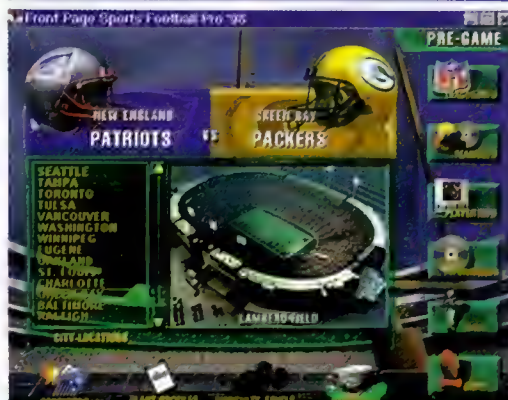 Front Page Sports Football Pro '98
PRE-GAME
NEW ENGLAND
PATRIOTS
VS
GREEN BAY
PACKERS
SEATTLE
TAMPA
TORONTO
TULSA
VANCOUVER
WASHINGTON
WINNIPEG
EUGENE
OAKLAND
ST. LOUIS
CHARLOTTE
BALTIMORE
RALEIGH
CITY-LOCATIONS
LAMBEAU FIELD